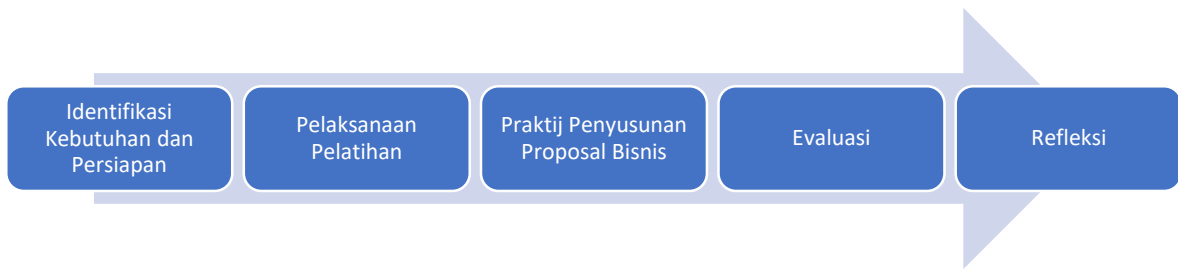 Identifikasi
Kebutuhan dan
Persiapan
Pelaksanaan
Pelatihan
Praktij Penyusunan
Proposal Bisnis
Evaluasi
Refleksi